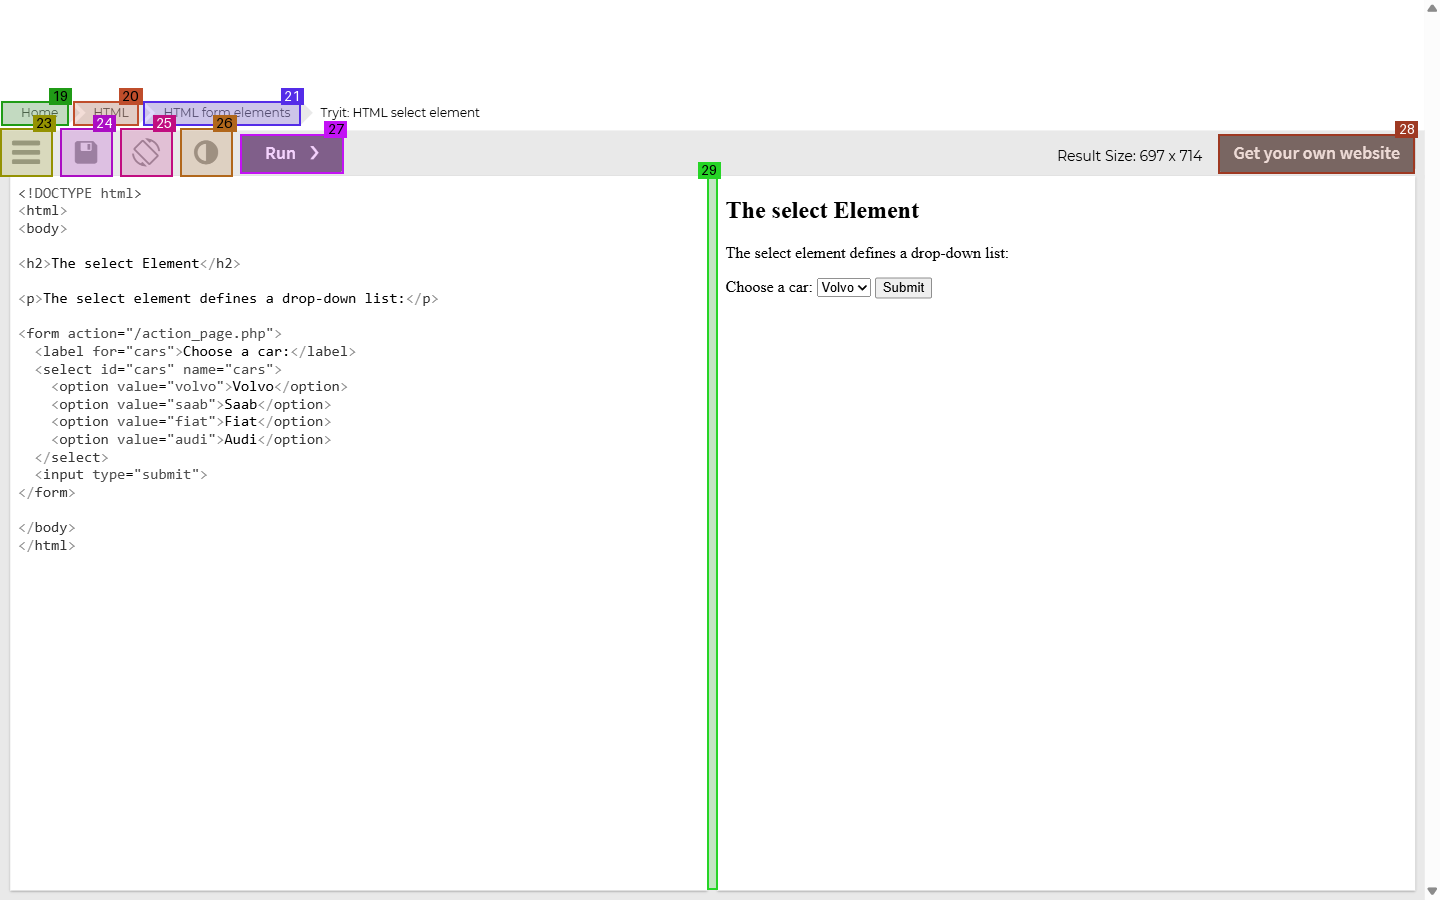 19
20
21
Home
HTML
HTML form elements
Tryit: HTML select element
23
24
25
26
27
28
Run ❯
Result Size: 697 x 714
Get your own website
29
<!DOCTYPE html>
<html>
<body>
<h2>The select Element</h2>
<p>The select element defines a drop-down list:</p>
<form action="/action_page.php">
<label for="cars">Choose a car:</label>
<select id="cars" name="cars">
<option value="volvo">Volvo</option>
<option value="saab">Saab</option>
<option value="fiat">Fiat</option>
<option value="audi">Audi</option>
</select>
<input type="submit">
</form>
</body>
</html>
The select Element
The select element defines a drop-down list:
Choose a car: Volvo Submit